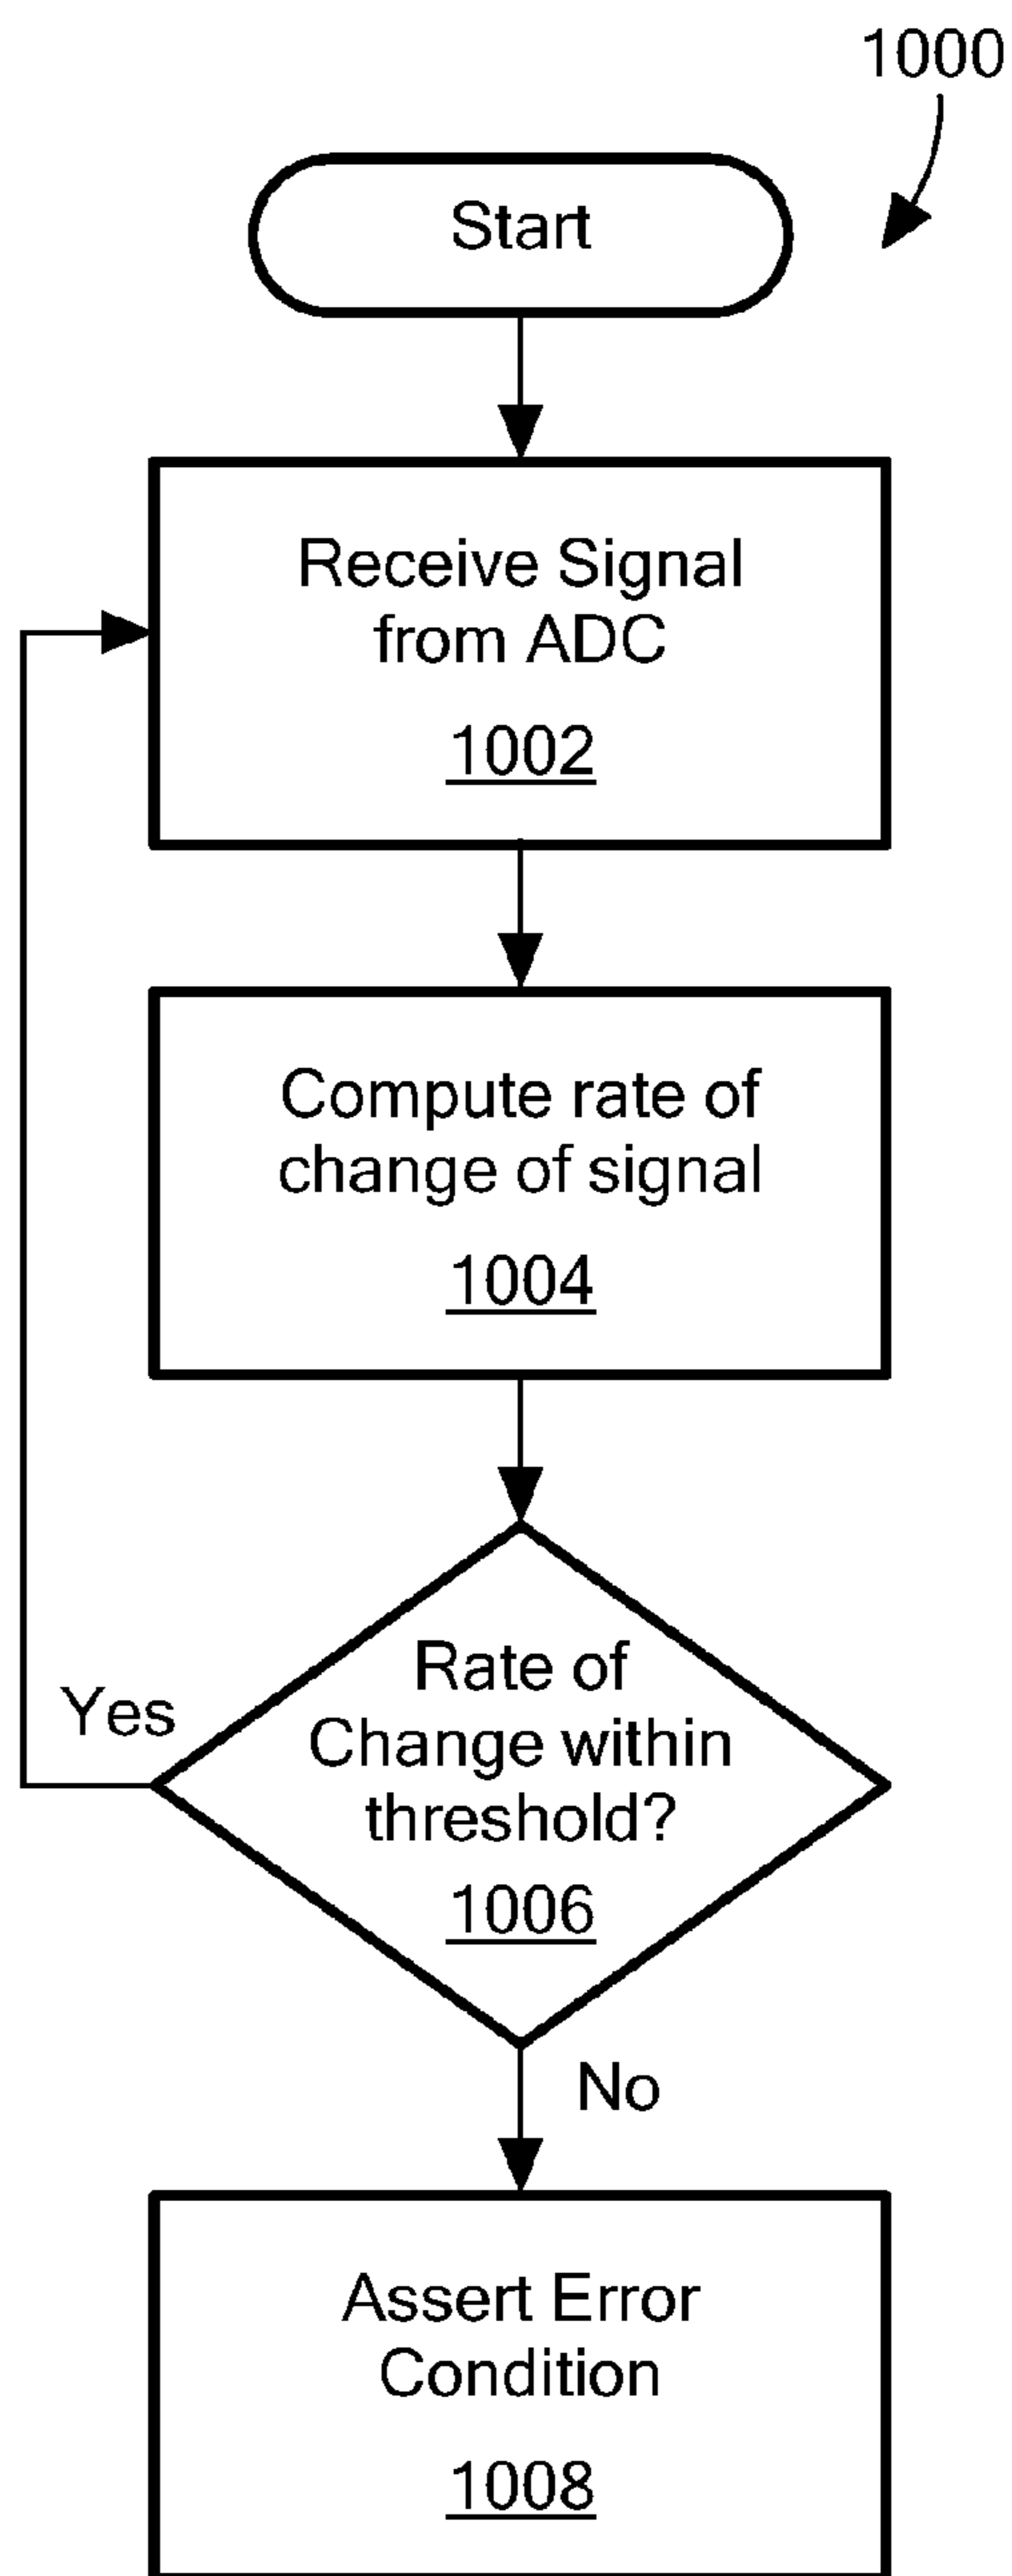 1000
Start
Receive Signal
from ADC
1002
Compute rate of
change of signal
1004
Rate of
Change within
threshold?
1006
Yes
No
Assert Error
Condition
1008